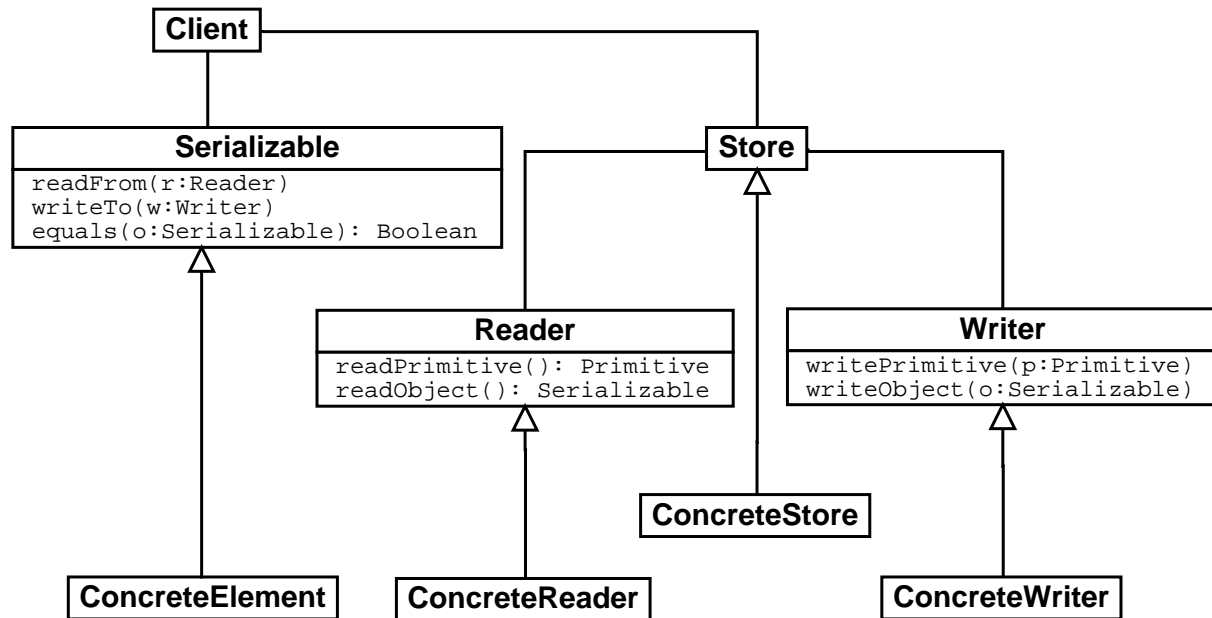 Client
Serializable
readFrom(r:Reader)
writeTo(w:Writer)
equals(o:Serializable): Boolean
Store
Reader
readPrimitive(): Primitive
readObject(): Serializable
Writer
writePrimitive(p:Primitive)
writeObject(o:Serializable)
ConcreteStore
ConcreteElement
ConcreteReader
ConcreteWriter